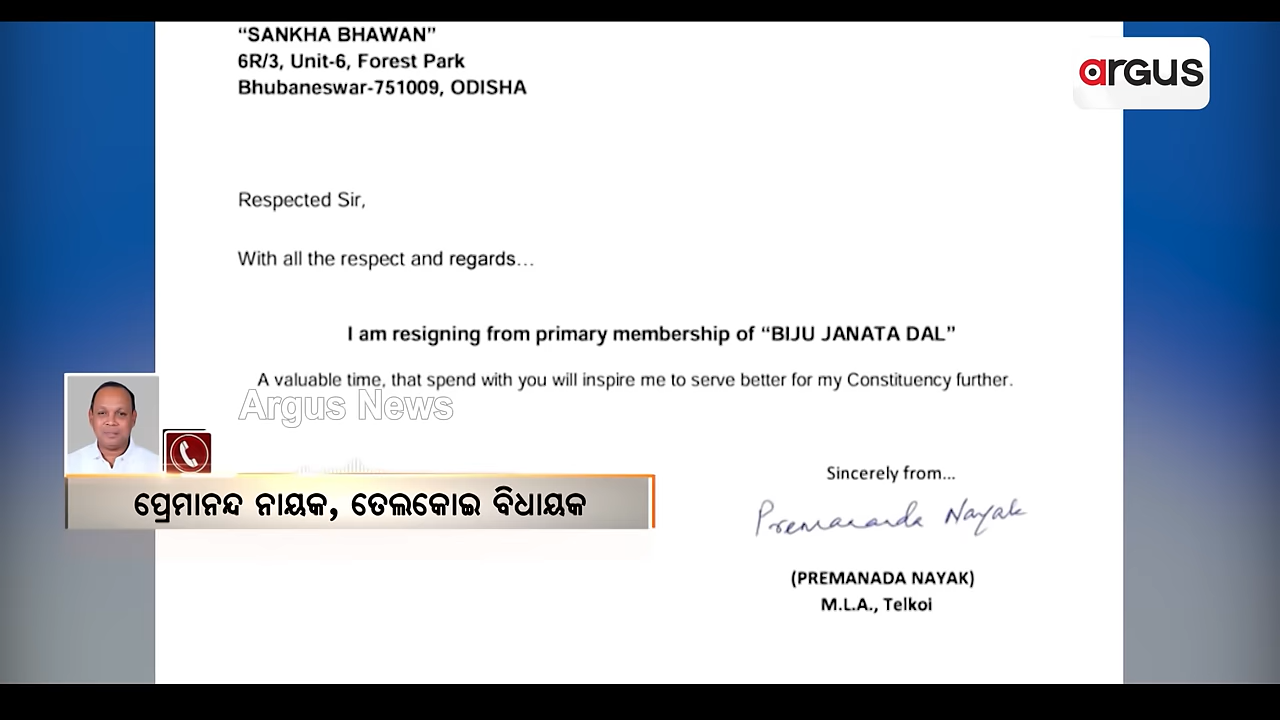 “SANKHA BHAWAN”
6R/3, Unit-6, Forest Park
Bhubaneswar-751009, ODISHA
argus
Respected Sir,
With all the respect and regards...
I am resigning from primary membership of “BIJU JANATA DAL”
A valuable time, that spend with you will inspire me to serve better for my Constituency further.
Argus News
ପ୍ରେମାନନ୍ଦ ନାୟକ, ତେଲକୋଇ ବିଧାୟକ
Sincerely from...
Premananda Nayak
(PREMANADA NAYAK)
M.L.A., Telkoi